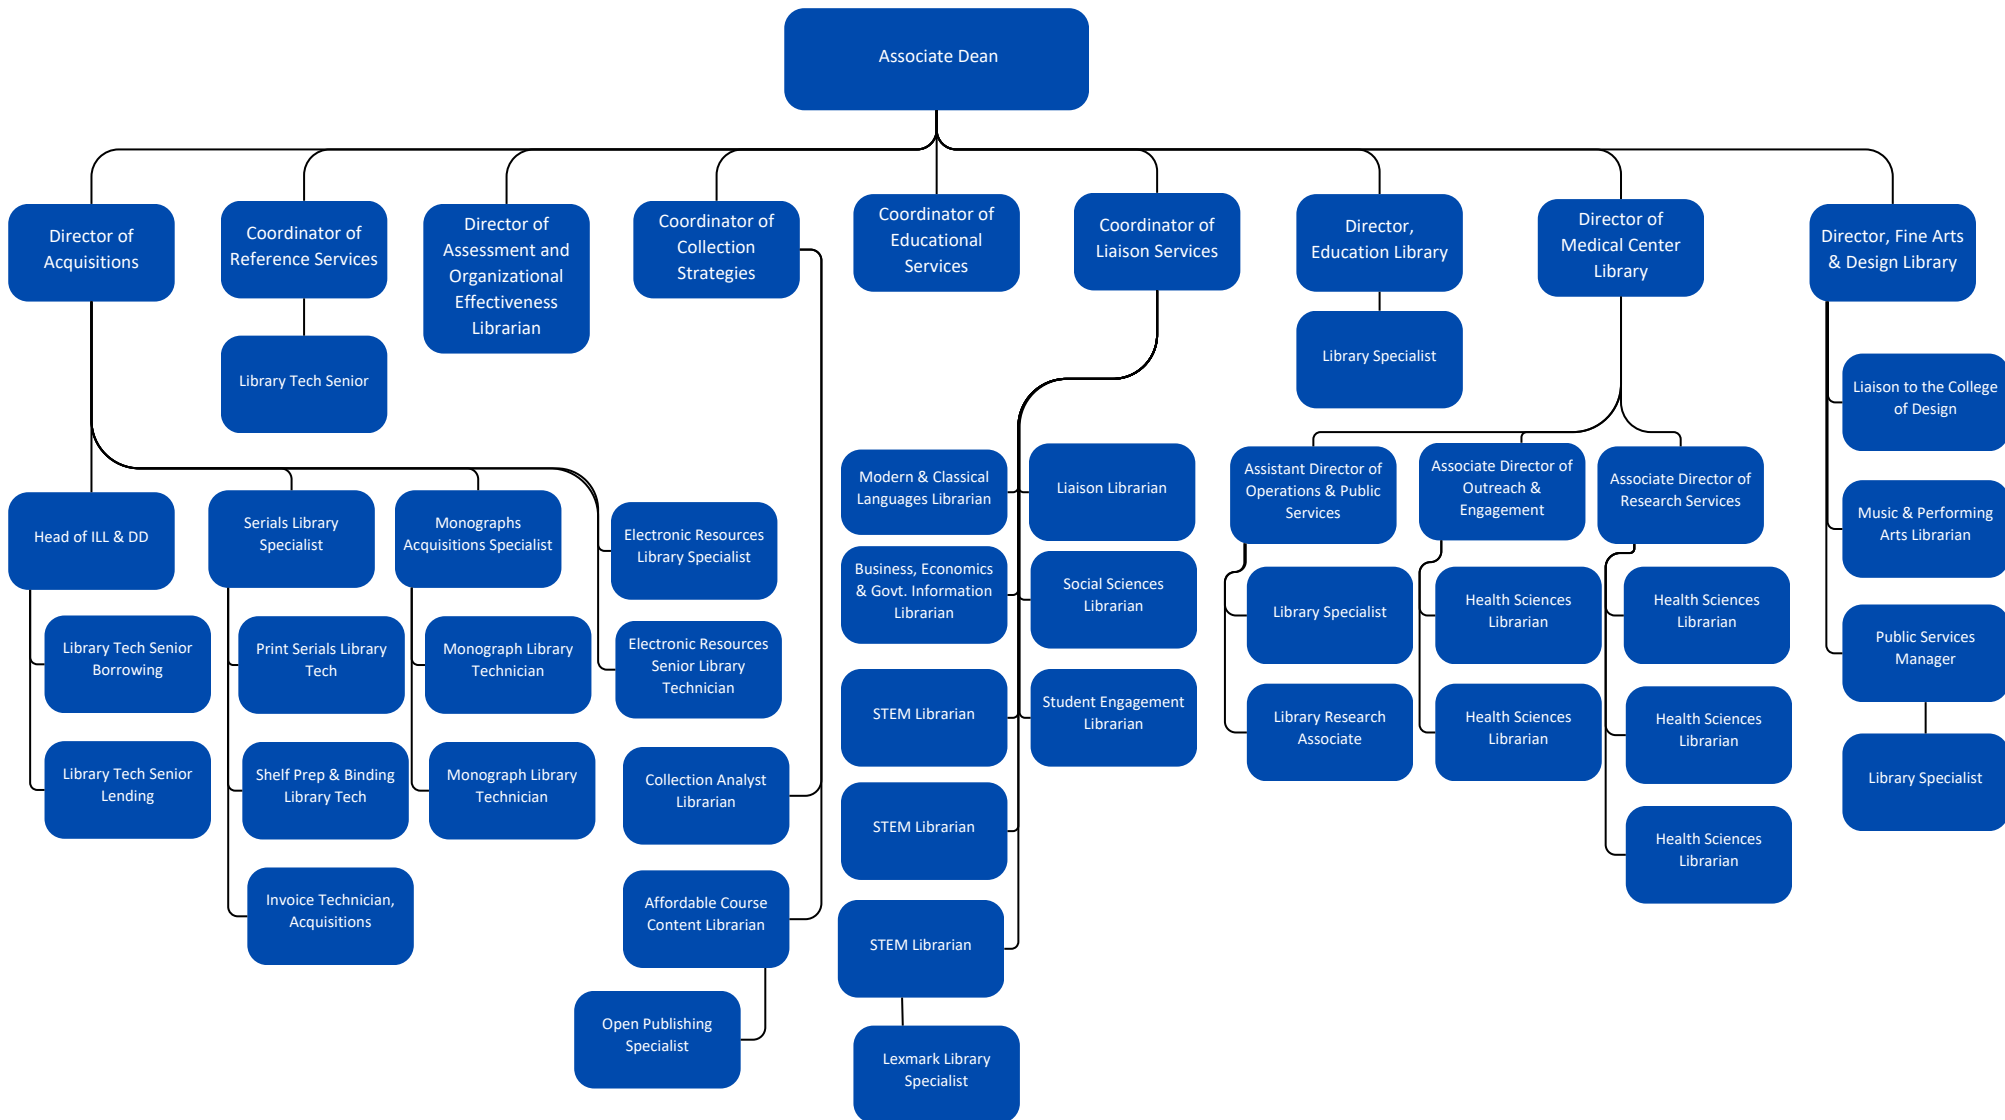 Associate Dean
Director of
Acquisitions
Coordinator of
Reference Services
Director of
Assessment and
Organizational
Effectiveness
Librarian
Coordinator of
Collection
Strategies
Coordinator of
Educational
Services
Coordinator of
Liaison Services
Director,
Education Library
Director of
Medical Center
Library
Director, Fine Arts
& Design Library
Library Tech Senior
Library Specialist
Liaison to the College
of Design
Head of ILL & DD
Serials Library
Specialist
Monographs
Acquisitions Specialist
Electronic Resources
Library Specialist
Modern & Classical
Languages Librarian
Liaison Librarian
Assistant Director of
Operations & Public
Services
Associate Director of
Outreach &
Engagement
Associate Director of
Research Services
Music & Performing
Arts Librarian
Business, Economics
& Govt. Information
Librarian
Social Sciences
Librarian
Library Specialist
Health Sciences
Librarian
Health Sciences
Librarian
Library Tech Senior
Borrowing
Print Serials Library
Tech
Monograph Library
Technician
Electronic Resources
Senior Library
Technician
Public Services
Manager
STEM Librarian
Student Engagement
Librarian
Library Research
Associate
Health Sciences
Librarian
Health Sciences
Librarian
Library Tech Senior
Lending
Shelf Prep & Binding
Library Tech
Monograph Library
Technician
Collection Analyst
Librarian
Library Specialist
STEM Librarian
Health Sciences
Librarian
Invoice Technician,
Acquisitions
Affordable Course
Content Librarian
STEM Librarian
Open Publishing
Specialist
Lexmark Library
Specialist